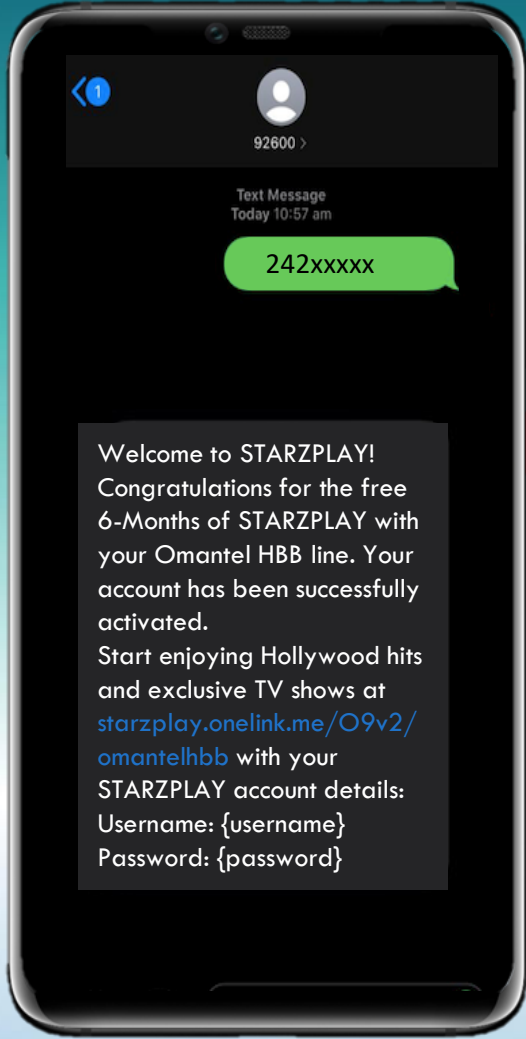 1
92600 >
Text Message
Today 10:57 am
242xxxxx
Welcome to STARZPLAY!
Congratulations for the free
6-Months of STARZPLAY with
your Omantel HBB line. Your
account has been successfully
activated.
Start enjoying Hollywood hits
and exclusive TV shows at
starzplay.onelink.me/O9v2/
omantelhbb with your
STARZPLAY account details:
Username: {username}
Password: {password}